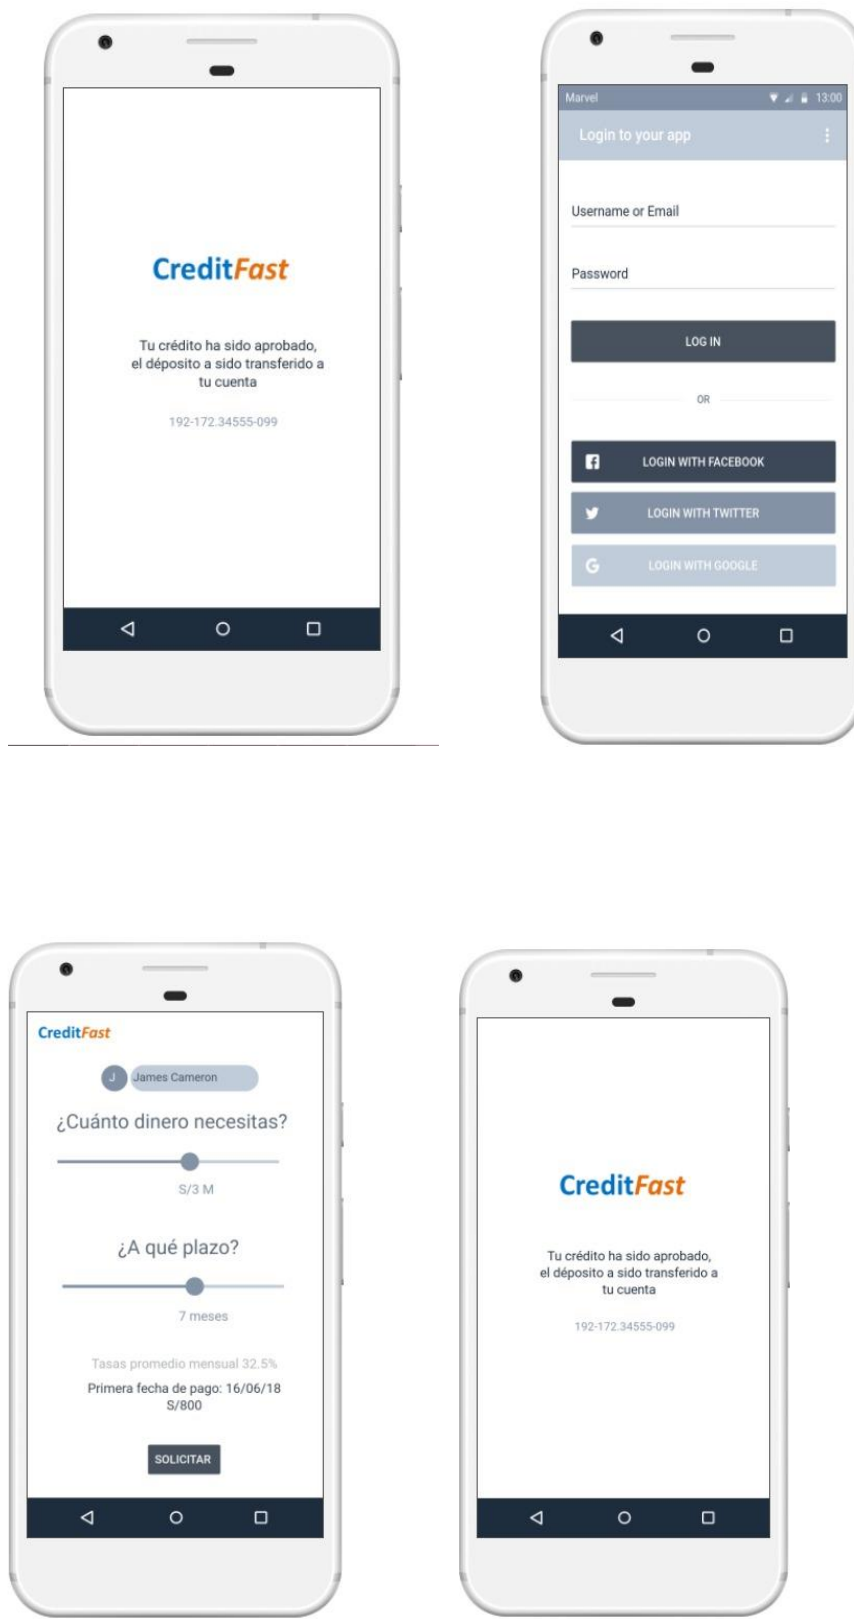 CreditFast
Tu crédito ha sido aprobado,
el déposito a sido transferido a
tu cuenta
192-172.34555-099
Marvel 13:00
Login to your app
Username or Email
Password
LOG IN
OR
LOGIN WITH FACEBOOK
LOGIN WITH TWITTER
G LOGIN WITH GOOGLE
CreditFast
J James Cameron
¿Cuánto dinero necesitas?
S/3 M
¿A qué plazo?
7 meses
Tasas promedio mensual 32.5%
Primera fecha de pago: 16/06/18
S/800
SOLICITAR
CreditFast
Tu crédito ha sido aprobado,
el déposito a sido transferido a
tu cuenta
192-172.34555-099